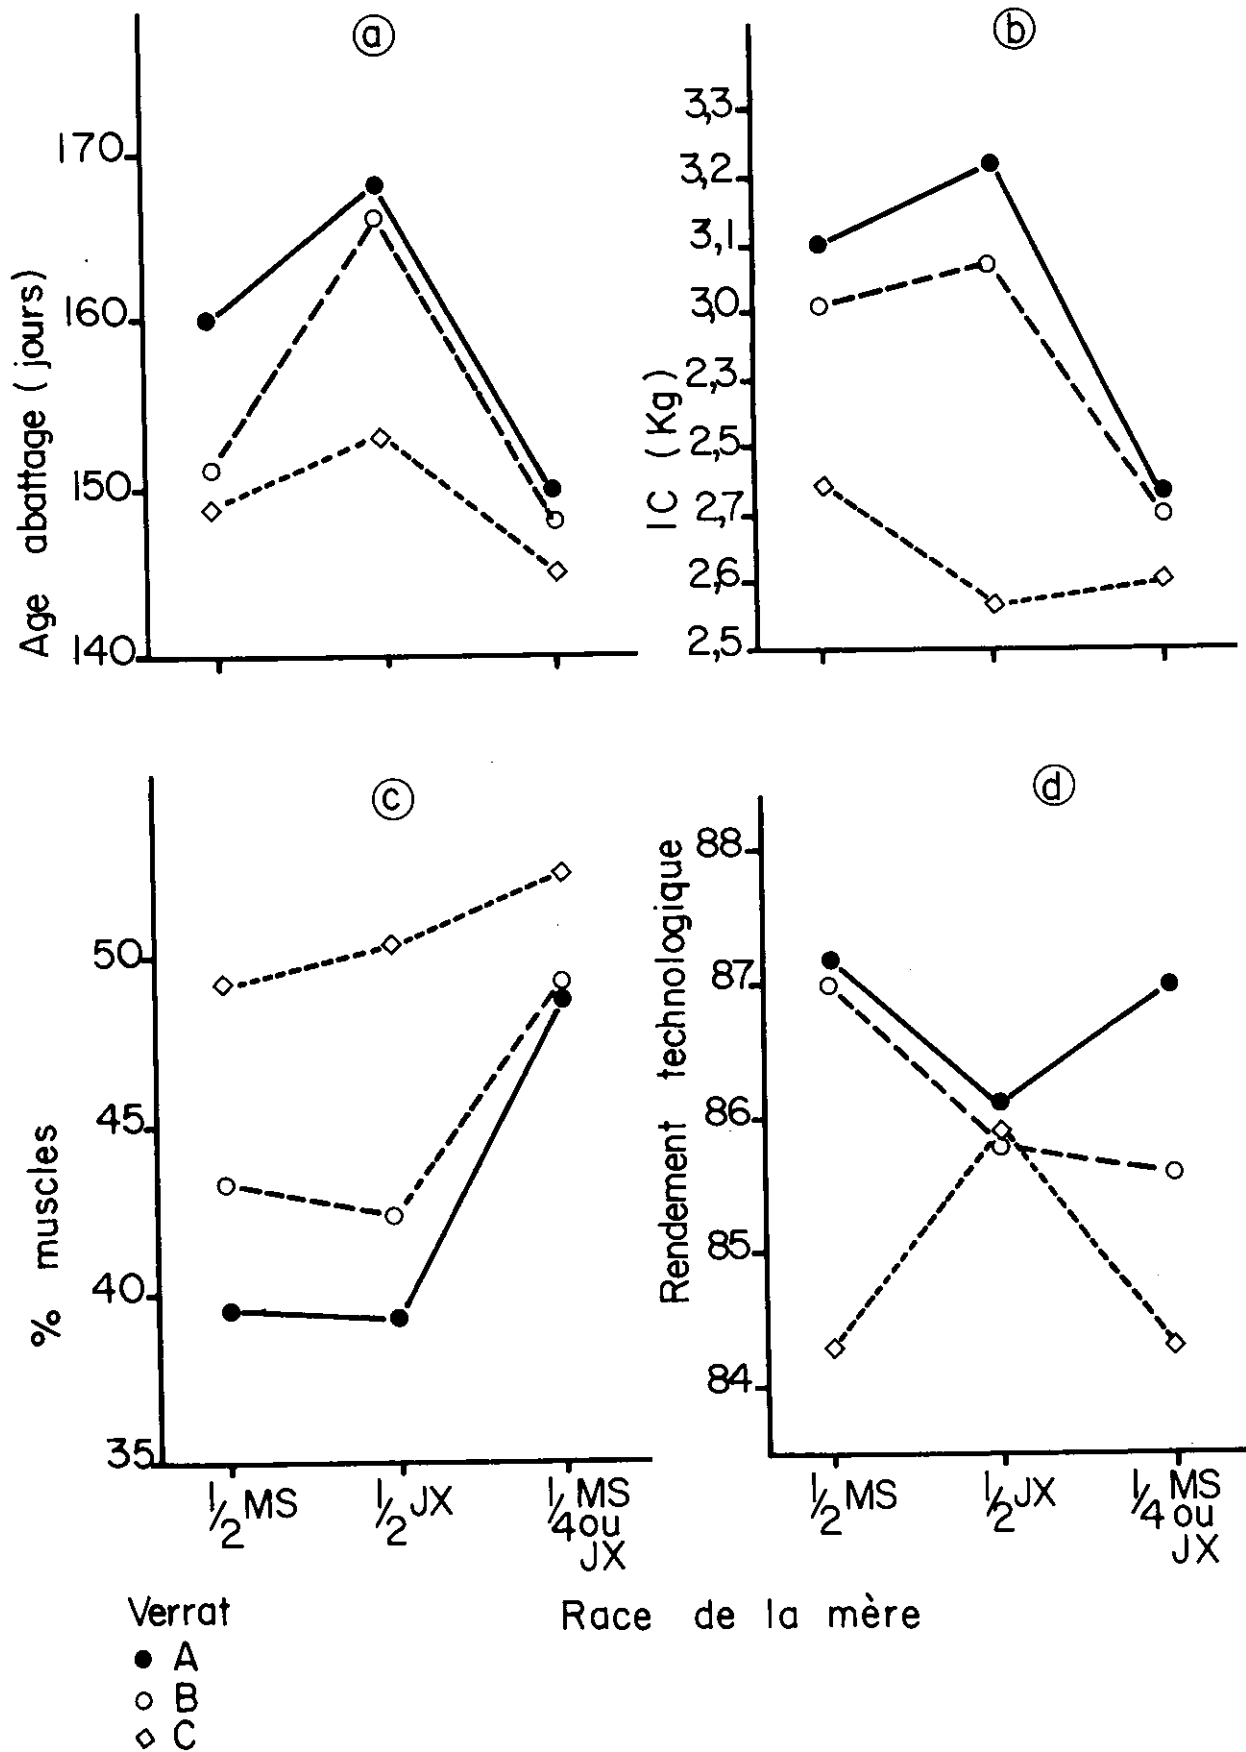 a
170
160
150
140
Age abattage (jours)
b
3,3
3,2
3,1
3,0
2,3
2,5
2,7
2,6
2,5
IC (Kg)
c
50
45
40
35
% muscles
1/2 MS
1/2 JX
1/4 MS
ou
JX
d
88
87
86
85
84
Rendement technologique
1/2 MS
1/2 JX
1/4 MS
ou
JX
Verrat
A
B
C
Race de la mère